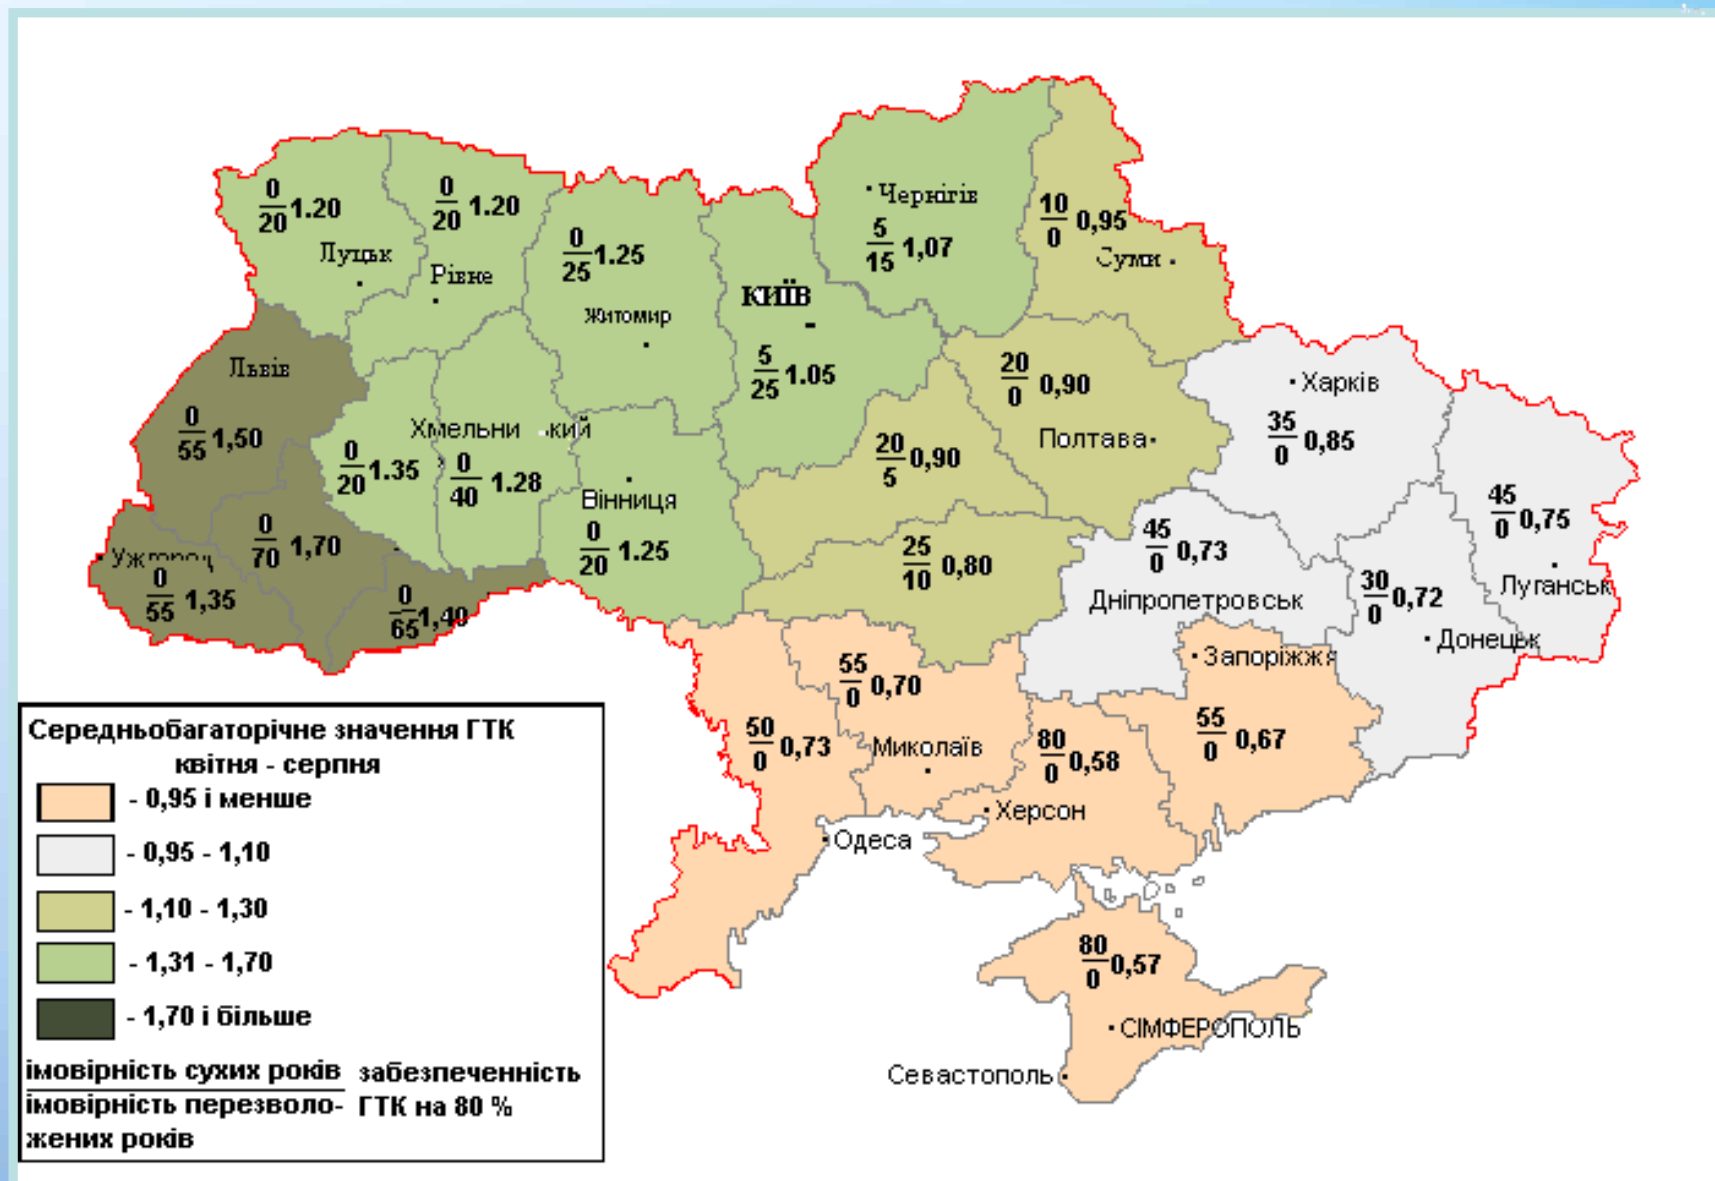 0
20 1.20
Луцьк
0
20 1.20
Рівне
0
25 1.25
Житомир
КИЇВ
5
25 1.05
Чернігів
5
15 1,07
10
0 0,95
Суми
Львів
0
55 1,50
Хмельни кий
0
20 1.35
0
40 1.28
Вінниця
0
20 1.25
20
5 0,90
20
0 0,90
Полтава
Харків
35
0 0,85
45
0 0,75
Луганськ
Ужгород
0
55 1,35
0
70 1,70
0
65 1,40
25
10 0,80
45
0 0,73
Дніпропетровськ
30
0 0,72
Донецьк
Запоріжжя
55
0 0,67
55
0 0,70
Миколаїв
50
0 0,73
80
0 0,58
Херсон
Одеса
80
0 0,57
СІМФЕРОПОЛЬ
Севастополь
Середньобагаторічне значення ГТК
квітня - серпня
- 0,95 і менше
- 0,95 - 1,10
- 1,10 - 1,30
- 1,31 - 1,70
- 1,70 і більше
імовірність сухих років забезпеченність
імовірність перезволо- ГТК на 80 %
жених років